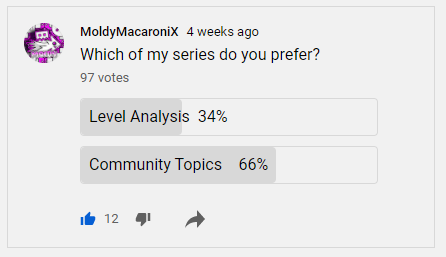 MoldyMacaroniX 4 weeks ago
Which of my series do you prefer?
97 votes
Level Analysis 34%
Community Topics 66%
12